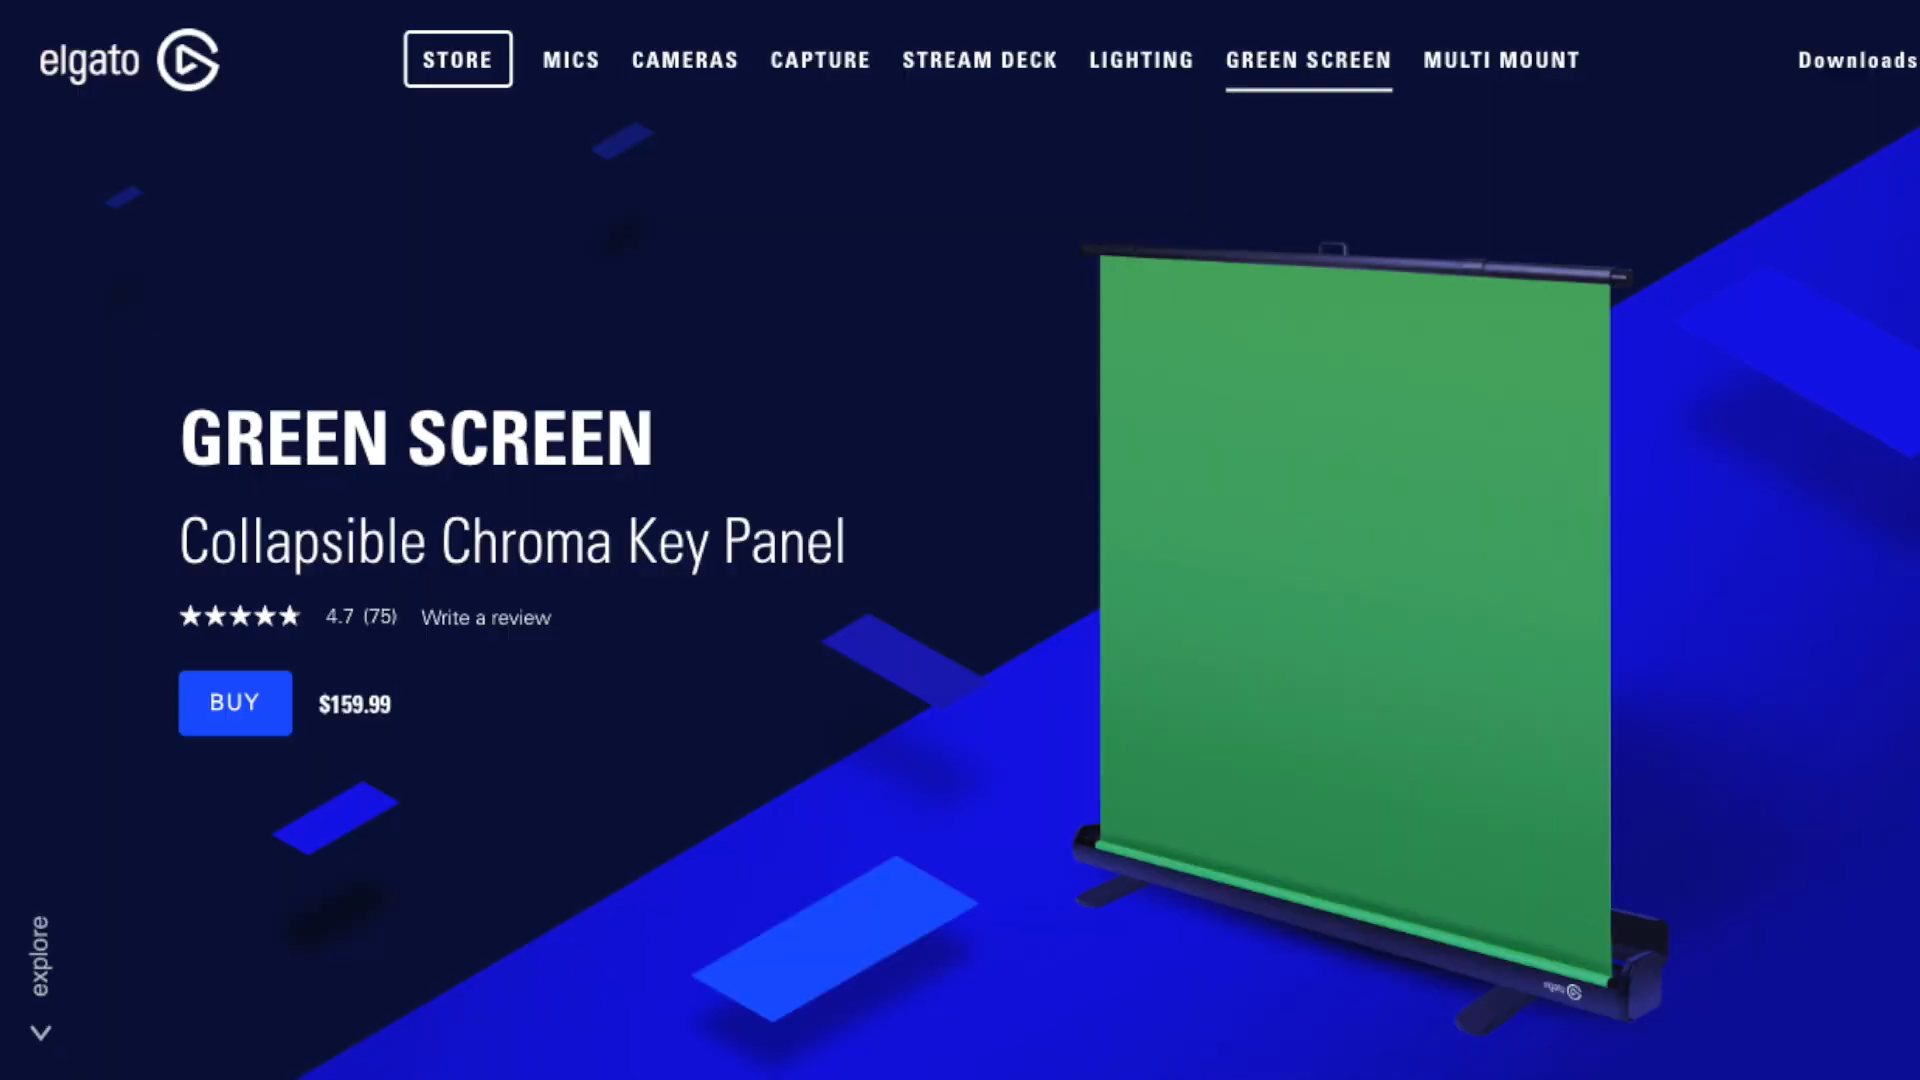 elgato
STORE
MICS
CAMERAS
CAPTURE
STREAM DECK
LIGHTING
GREEN SCREEN
MULTI MOUNT
Downloads
GREEN SCREEN
Collapsible Chroma Key Panel
4.7 (75) Write a review
BUY $159.99
explore
elgato